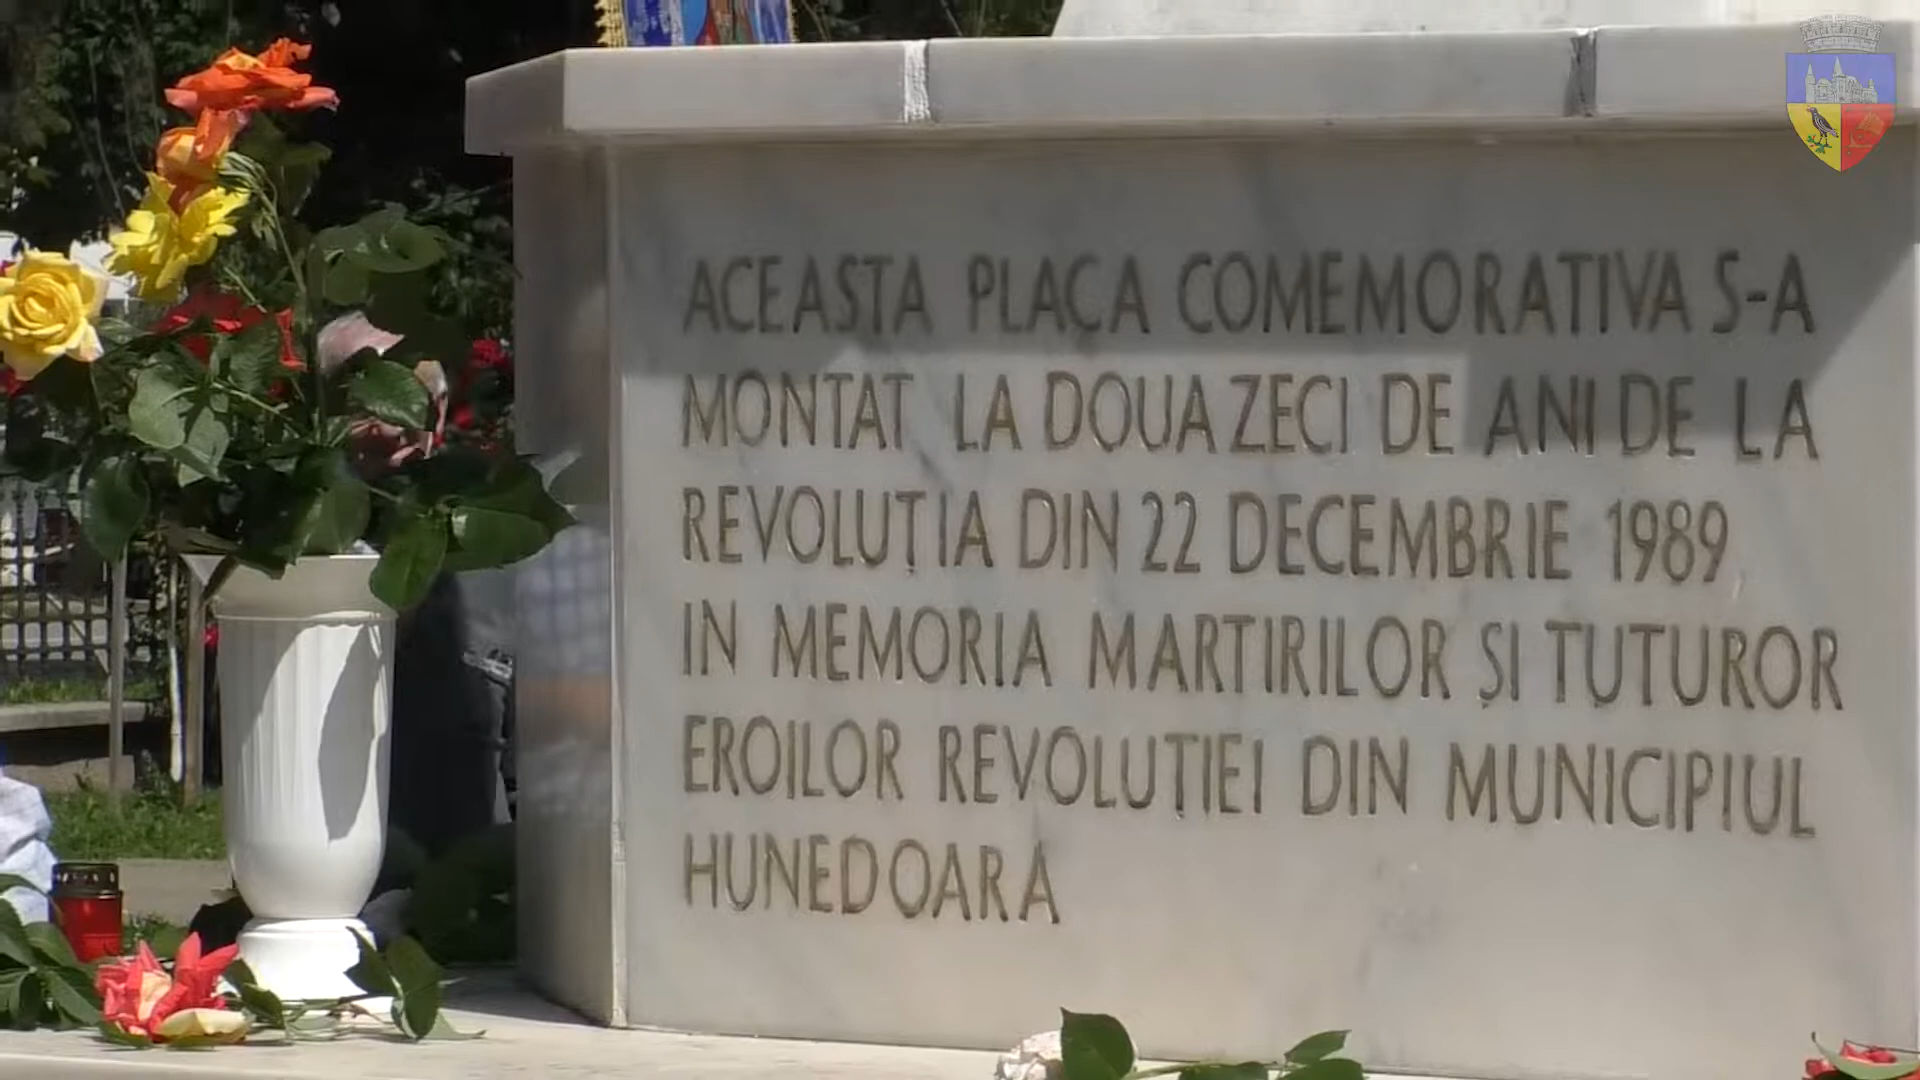 ACEASTA PLACA COMEMORATIVA S-A
MONTAT LA DOUAZECI DE ANI DE LA
REVOLUȚIA DIN 22 DECEMBRIE 1989
IN MEMORIA MARTIRILOR ȘI TUTUROR
EROILOR REVOLUȚIEI DIN MUNICIPIUL
HUNEDOARA